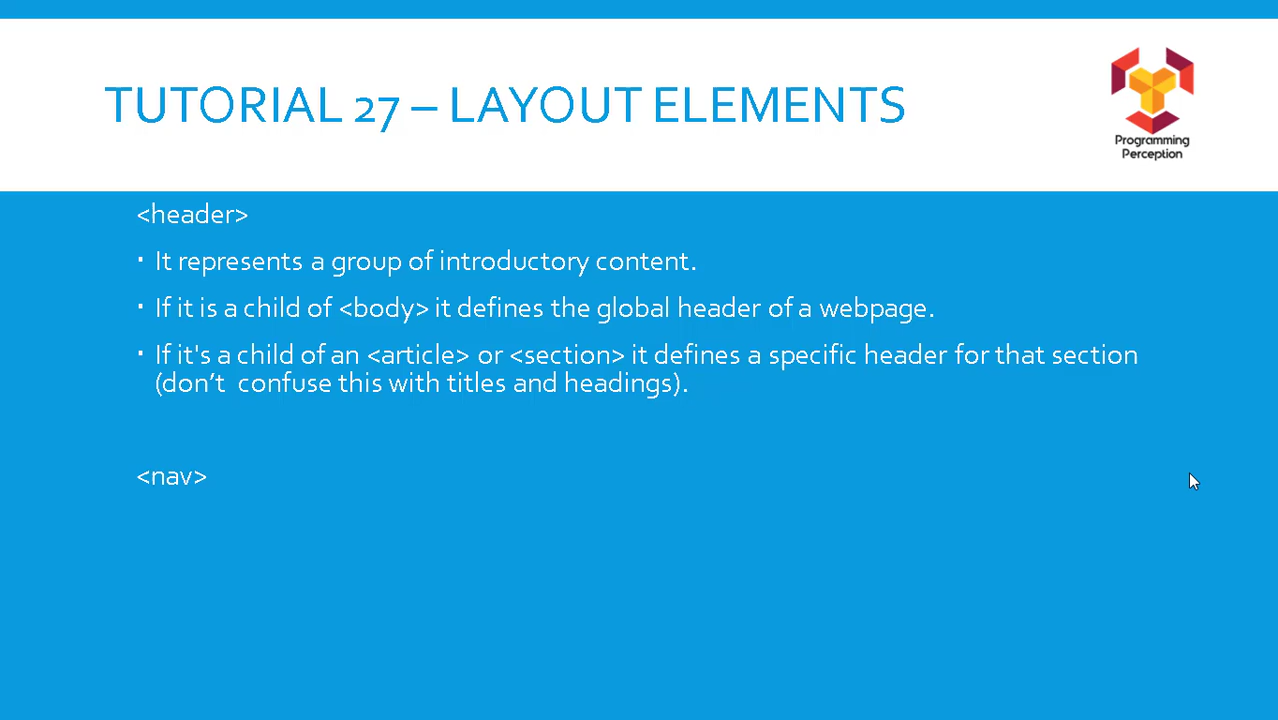 TUTORIAL 27 – LAYOUT ELEMENTS
Programming
Perception
<header>
▪ It represents a group of introductory content.
▪ If it is a child of <body> it defines the global header of a webpage.
▪ If it's a child of an <article> or <section> it defines a specific header for that section
(don’t  confuse this with titles and headings).
<nav>